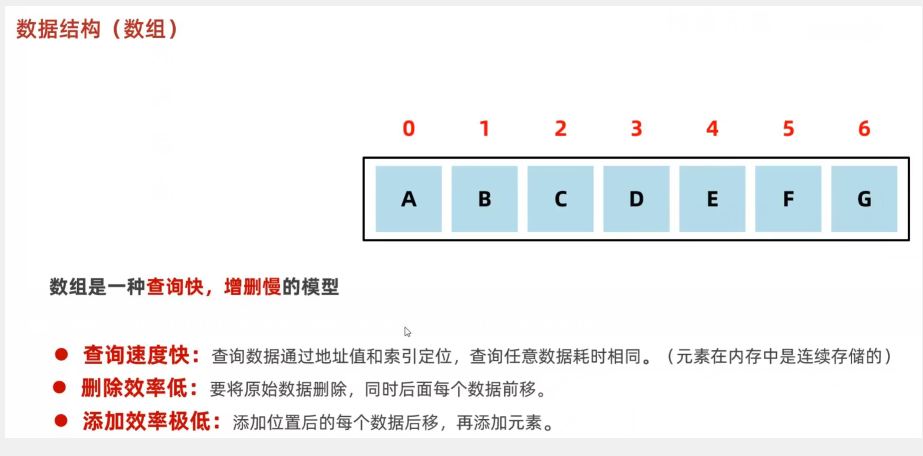 数据结构（数组）
0 1 2 3 4 5 6
A B C D E F G
数组是一种查询快，增删慢的模型
● 查询速度快：查询数据通过地址值和索引定位，查询任意数据耗时相同。（元素在内存中是连续存储的）
● 删除效率低：要将原始数据删除，同时后面每个数据前移。
● 添加效率极低：添加位置后的每个数据后移，再添加元素。